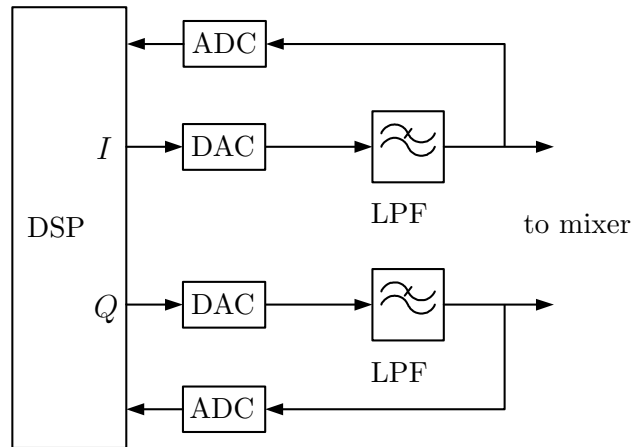 ADC
I
DAC
LPF
DSP
to mixer
Q
DAC
LPF
ADC